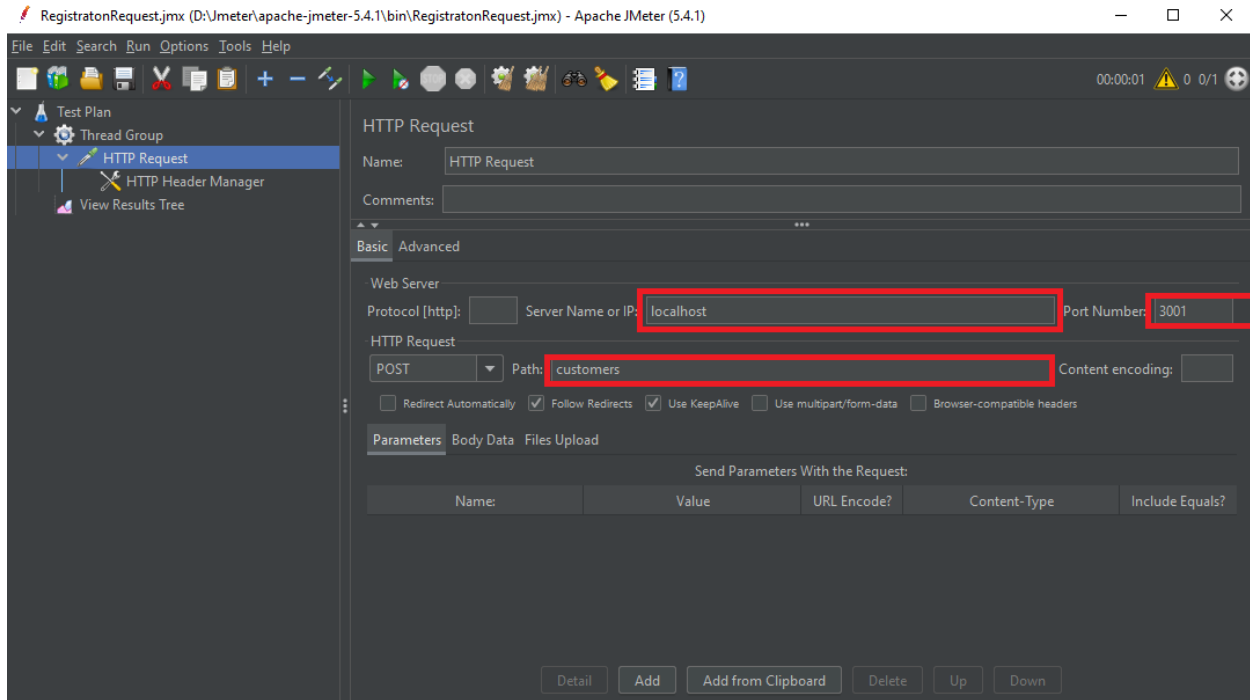 RegistratonRequest.jmx (D:\Jmeter\apache-jmeter-5.4.1\bin\RegistratonRequest.jmx) - Apache JMeter (5.4.1)
File Edit Search Run Options Tools Help
STOP 00:00:01 0 0/1
Test Plan
Thread Group
HTTP Request
HTTP Header Manager
View Results Tree
HTTP Request
Name: HTTP Request
Comments:
Basic Advanced
Web Server
Protocol [http]: Server Name or IP: localhost Port Number: 3001
HTTP Request
POST Path: customers Content encoding:
Redirect Automatically Follow Redirects Use KeepAlive Use multipart/form-data Browser-compatible headers
Parameters Body Data Files Upload
Send Parameters With the Request:
Name: Value URL Encode? Content-Type Include Equals?
Detail Add Add from Clipboard Delete Up Down